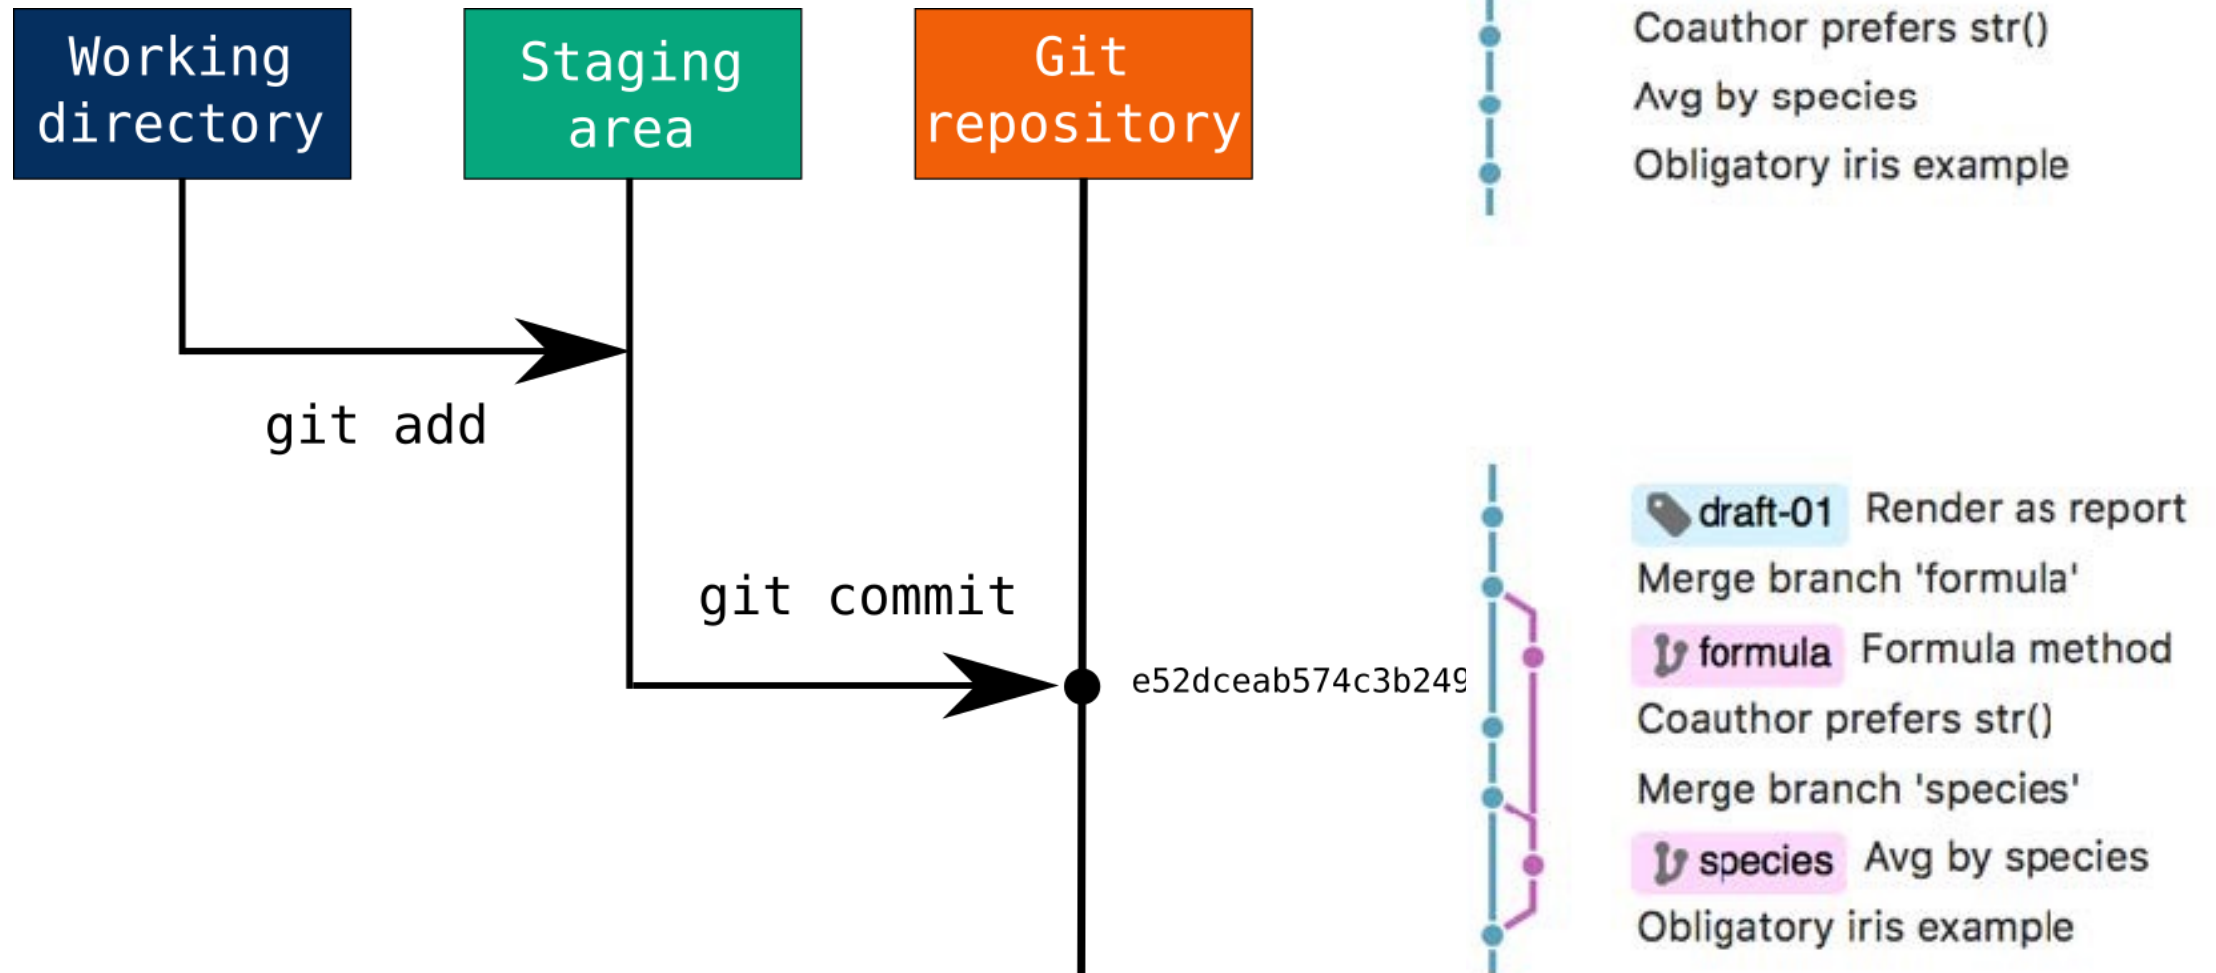 Working
directory
Staging
area
Git
repository
git add
git commit
e52dceab574c3b249
Coauthor prefers str()
Avg by species
Obligatory iris example
draft-01 Render as report
Merge branch 'formula'
formula Formula method
Coauthor prefers str()
Merge branch 'species'
species Avg by species
Obligatory iris example